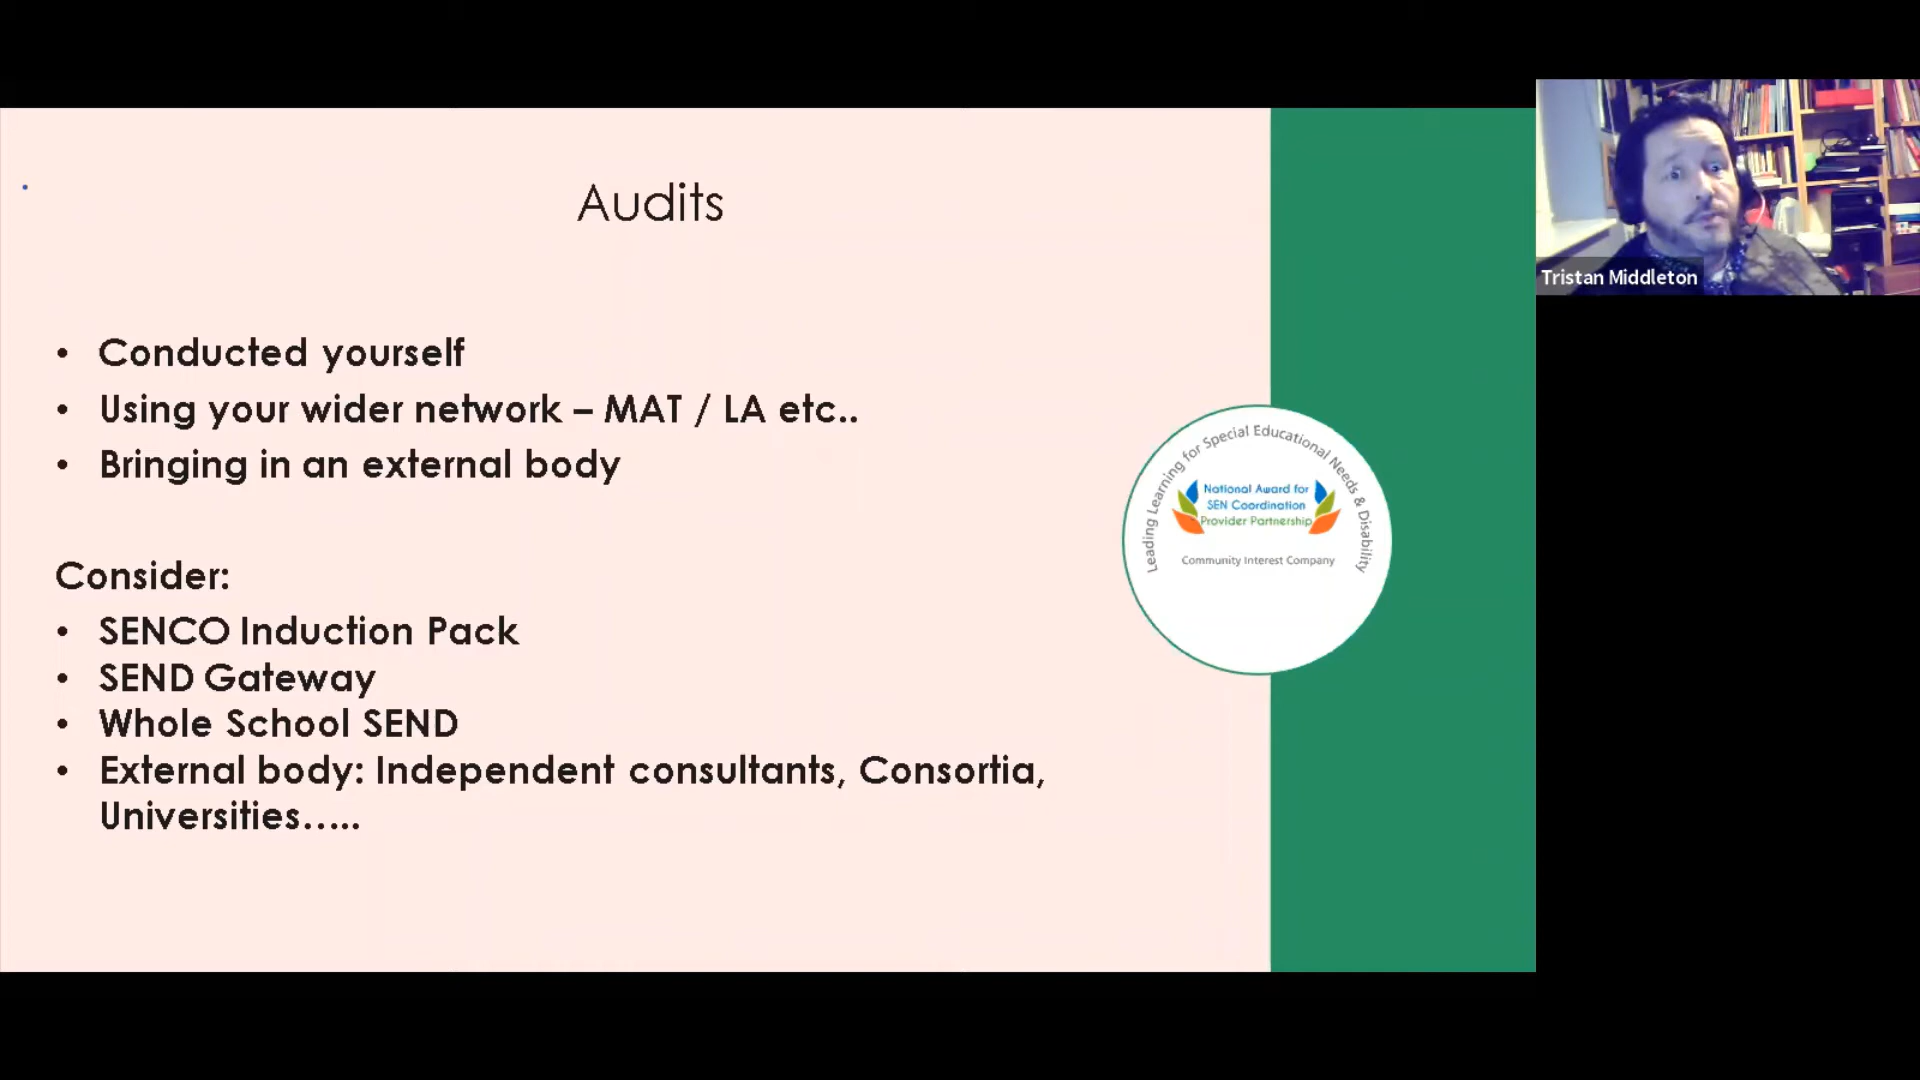 Audits
• Conducted yourself
• Using your wider network – MAT / LA etc..
• Bringing in an external body
Consider:
• SENCO Induction Pack
• SEND Gateway
• Whole School SEND
• External body: Independent consultants, Consortia,
Universities…..
Leading Learning for Special Educational Needs & Disability
National Award for
SEN Coordination
Provider Partnership
Community Interest Company
Tristan Middleton